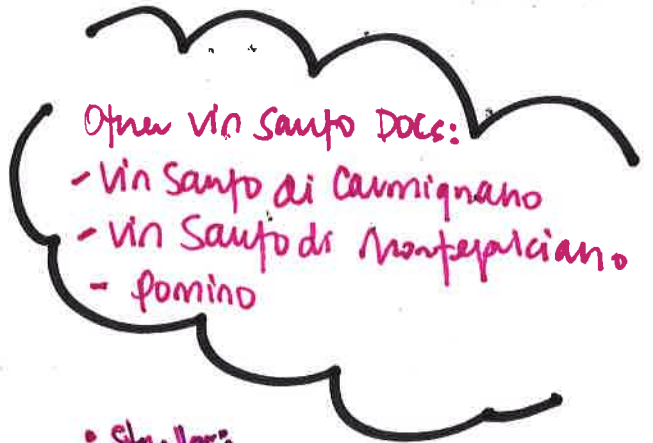 Other Vin Santo DOCs:
- Vin Santo di Carmignano
- Vin Santo di Montepulciano
- Pomino